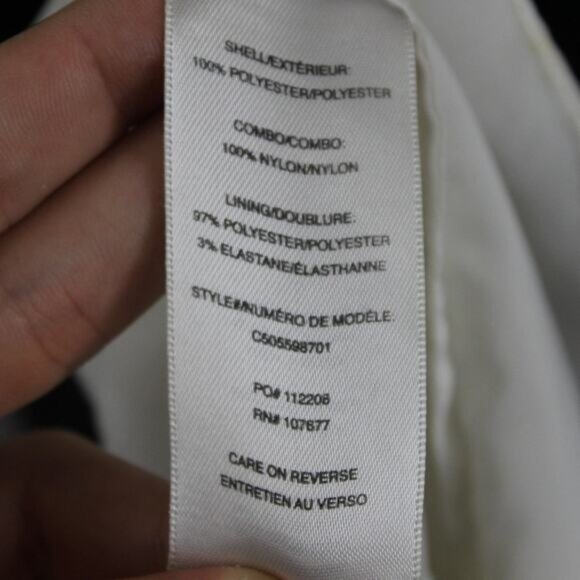 SHELL/EXTÉRIEUR:
100% POLYESTER/POLYESTER
COMBO/COMBO:
100% NYLON/NYLON
LINING/DOUBLURE:
97% POLYESTER/POLYESTER
3% ELASTANE/ÉLASTHANNE
STYLE#/NUMÉRO DE MODÈLE:
C505598701
PO# 112208
RN# 107677
CARE ON REVERSE
ENTRETIEN AU VERSO